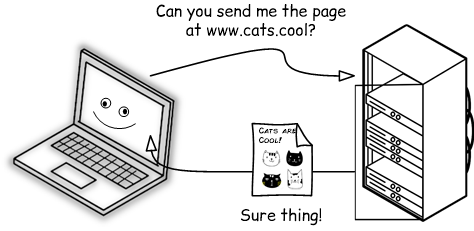 Can you send me the page
at www.cats.cool?
Cats are
Cool!
Sure thing!